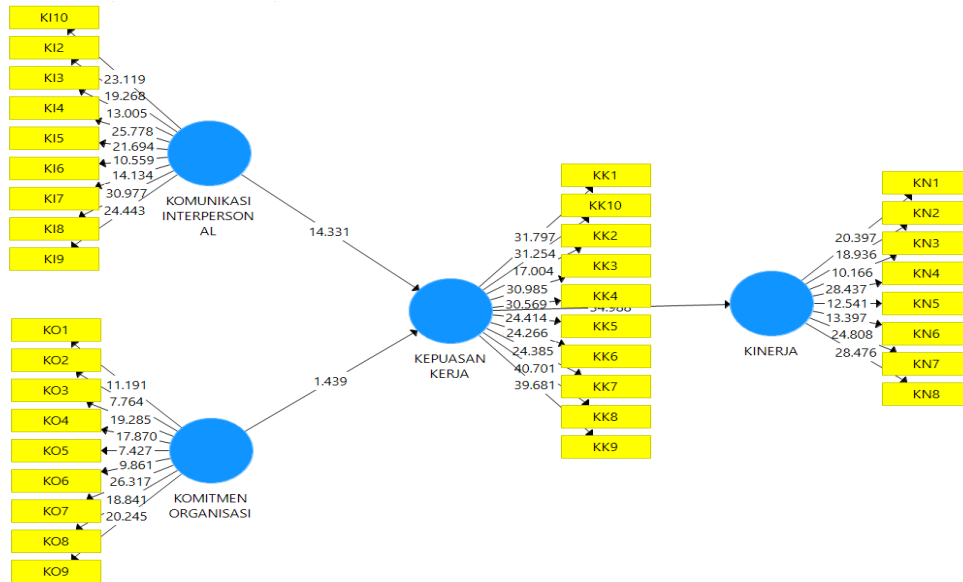 KI10
KI2
KI3
KI4
KI5
KI6
KI7
KI8
KI9
23.119
19.268
13.005
25.778
21.694
10.559
14.134
30.977
24.443
KOMUNIKASI
INTERPERSON
AL
14.331
KO1
KO2
KO3
KO4
KO5
KO6
KO7
KO8
KO9
11.191
7.764
19.285
17.870
7.427
9.861
26.317
18.841
20.245
KOMITMEN
ORGANISASI
1.439
KEPUASAN
KERJA
KK1
KK10
KK2
KK3
KK4
KK5
KK6
KK7
KK8
KK9
31.797
31.254
17.004
30.985
30.569
24.414
24.266
24.385
40.701
39.681
KINERJA
KN1
KN2
KN3
KN4
KN5
KN6
KN7
KN8
20.397
18.936
10.166
28.437
12.541
13.397
24.808
28.476